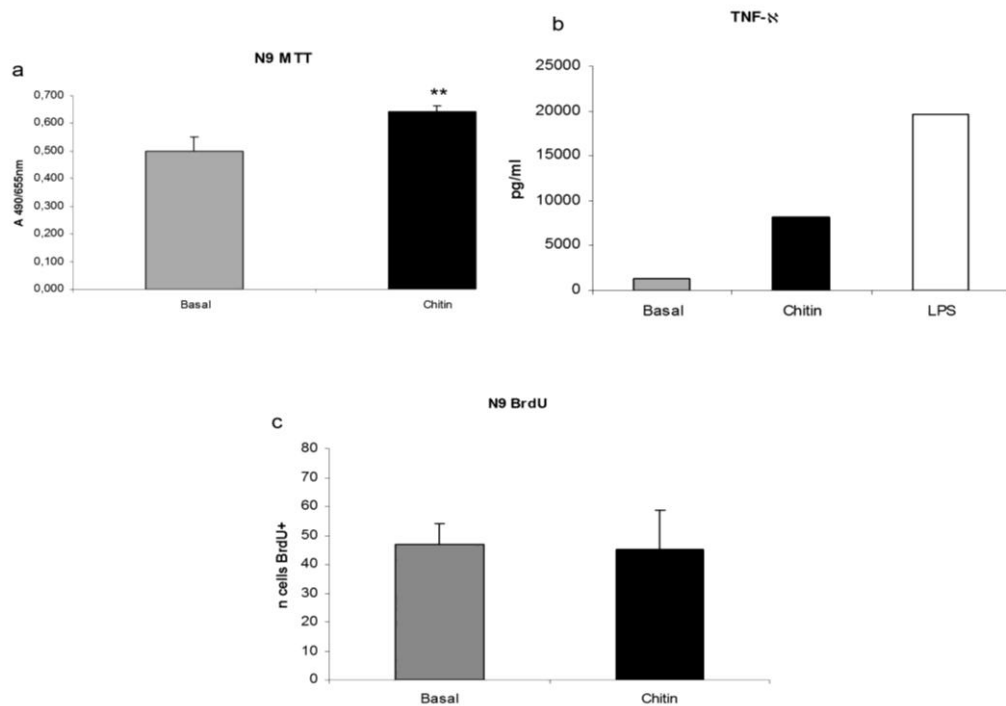 a
N9 MTT
A 490/655nm
0,700
0,600
0,500
0,400
0,300
0,200
0,100
0,000
**
Basal
Chitin
b
TNF-ℵ
pg/ml
25000
20000
15000
10000
5000
0
Basal
Chitin
LPS
c
N9 BrdU
n cells BrdU+
80
70
60
50
40
30
20
10
0
Basal
Chitin